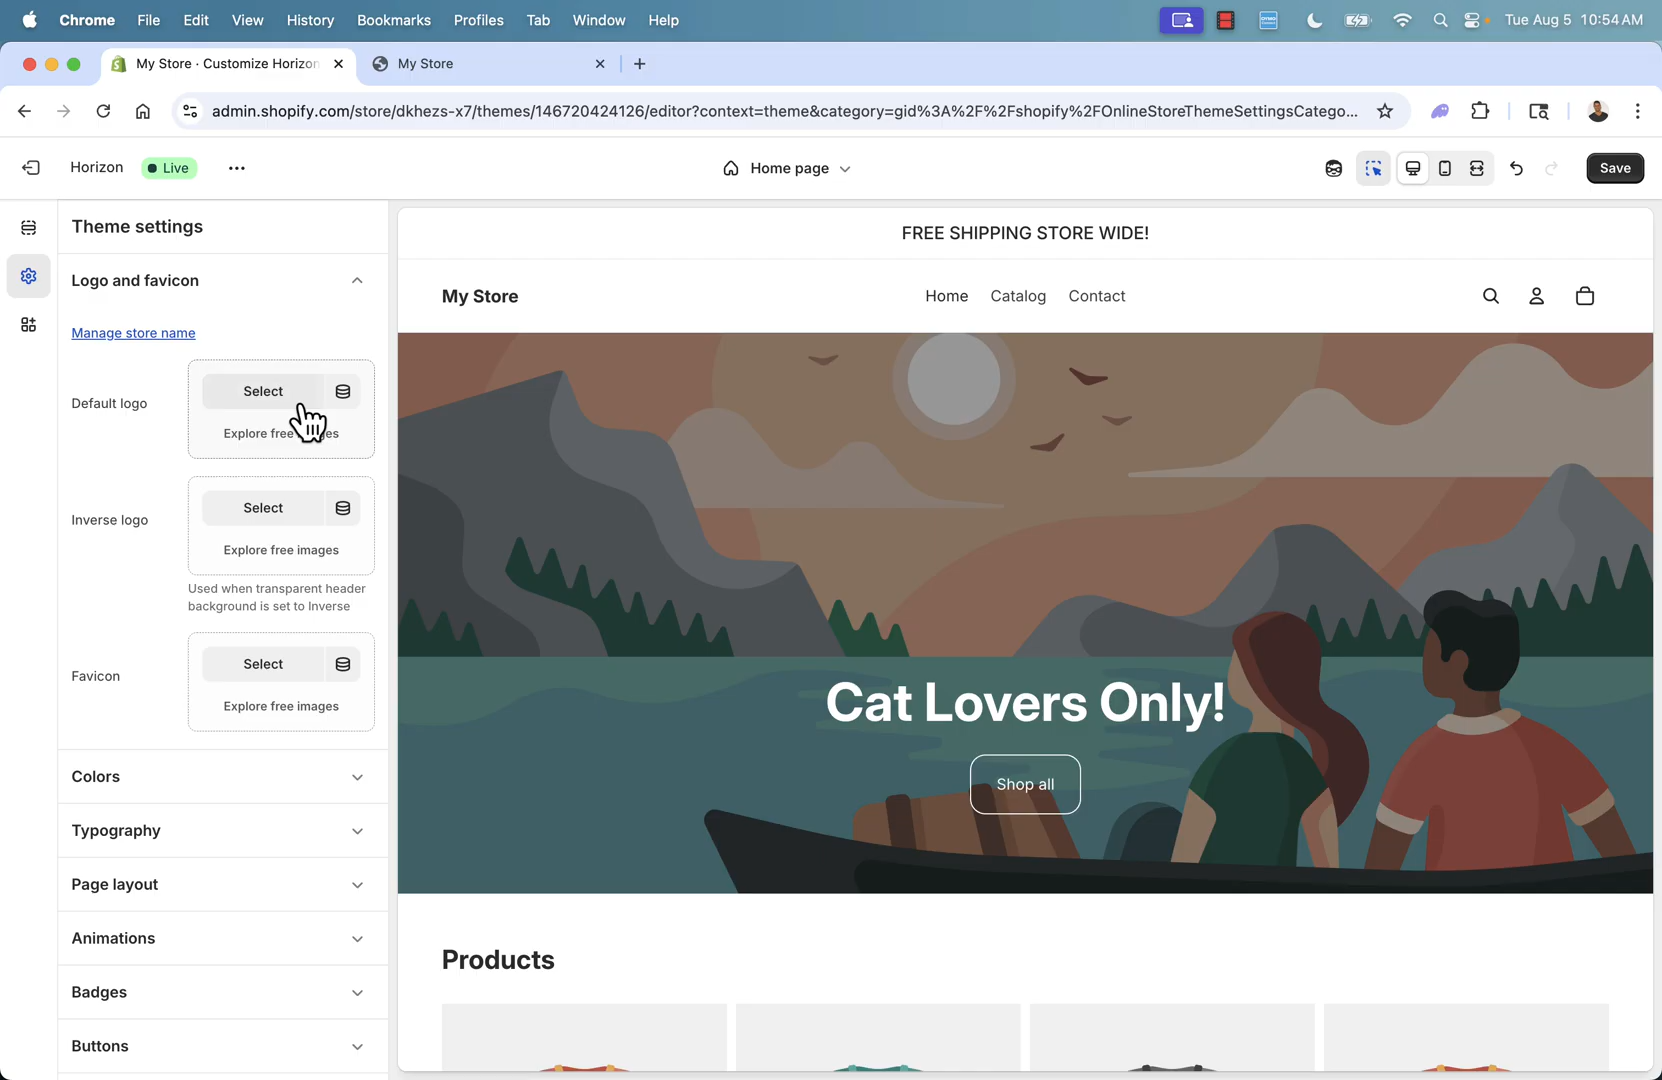 Chrome File Edit View History Bookmarks Profiles Tab Window Help Tue Aug 5 10:54 AM
My Store · Customize Horizon My Store
admin.shopify.com/store/dkhezs-x7/themes/146720424126/editor?context=theme&category=gid%3A%2F%2Fshopify%2FOnlineStoreThemeSettingsCatego...
Horizon Live Home page Save
Theme settings
Logo and favicon
Manage store name
Default logo
Select
Explore free
Inverse logo
Select
Explore free images
Used when transparent header
background is set to Inverse
Favicon
Select
Explore free images
Colors
Typography
Page layout
Animations
Badges
Buttons
FREE SHIPPING STORE WIDE!
My Store Home Catalog Contact
Cat Lovers Only!
Shop all
Products